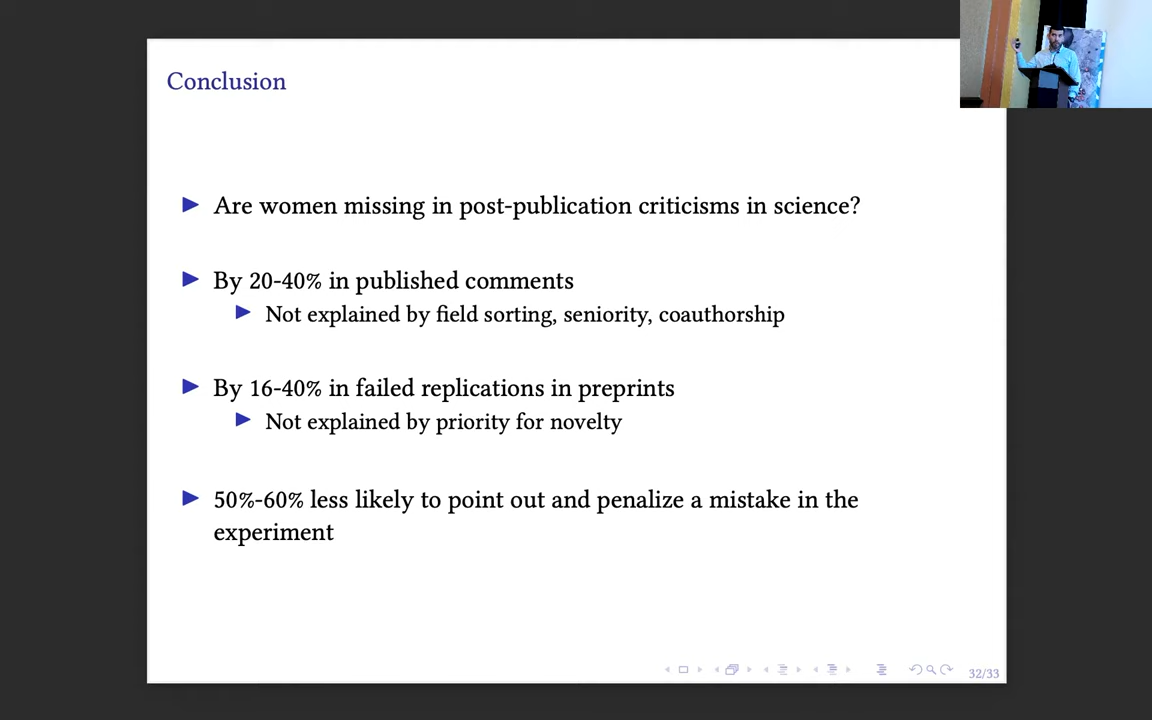 Conclusion
Are women missing in post-publication criticisms in science?
By 20-40% in published comments
Not explained by field sorting, seniority, coauthorship
By 16-40% in failed replications in preprints
Not explained by priority for novelty
50%-60% less likely to point out and penalize a mistake in the
experiment
32/33